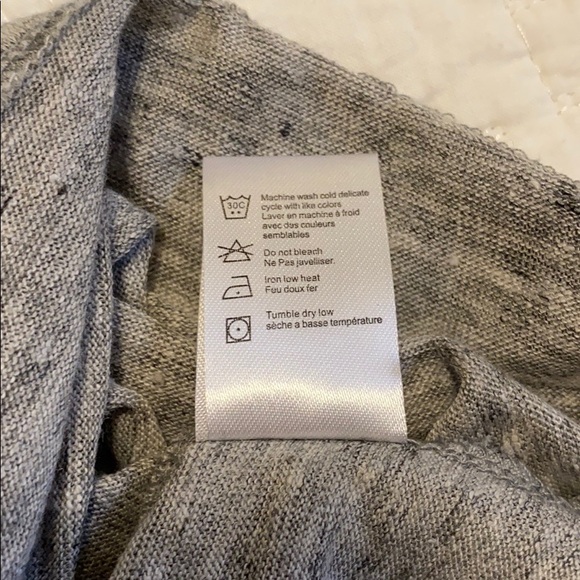 30C
Machine wash cold delicate
cycle with like colors
Laver en machine à froid
avec des couleurs
semblables
Do not bleach
Ne Pas javelliser.
Iron low heat
Feu doux fer
Tumble dry low
sèche a basse température